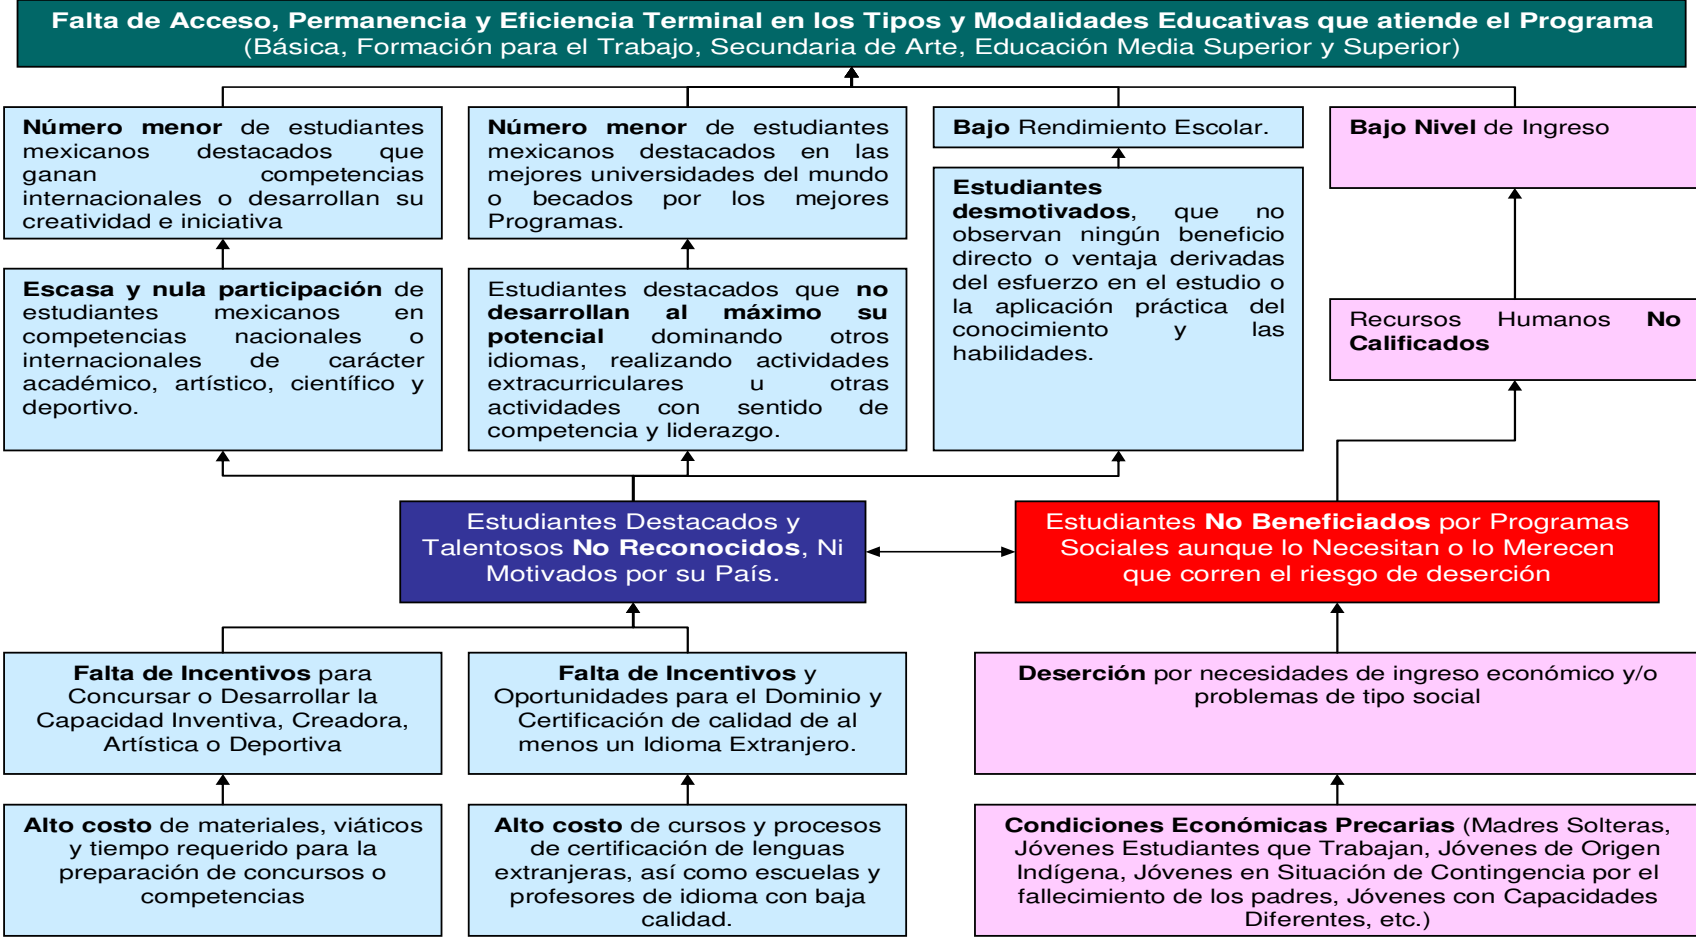 Falta de Acceso, Permanencia y Eficiencia Terminal en los Tipos y Modalidades Educativas que atiende el Programa
(Básica, Formación para el Trabajo, Secundaria de Arte, Educación Media Superior y Superior)
Número menor de estudiantes
mexicanos destacados que
ganan competencias
internacionales o desarrollan su
creatividad e iniciativa
Número menor de estudiantes
mexicanos destacados en las
mejores universidades del mundo
o becados por los mejores
Programas.
Bajo Rendimiento Escolar.
Bajo Nivel de Ingreso
Estudiantes
desmotivados, que no
observan ningún beneficio
directo o ventaja derivadas
del esfuerzo en el estudio o
la aplicación práctica del
conocimiento y las
habilidades.
Escasa y nula participación de
estudiantes mexicanos en
competencias nacionales o
internacionales de carácter
académico, artístico, científico y
deportivo.
Estudiantes destacados que no
desarrollan al máximo su
potencial dominando otros
idiomas, realizando actividades
extracurriculares u otras
actividades con sentido de
competencia y liderazgo.
Recursos Humanos No
Calificados
Estudiantes Destacados y
Talentosos No Reconocidos, Ni
Motivados por su País.
Estudiantes No Beneficiados por Programas
Sociales aunque lo Necesitan o lo Merecen
que corren el riesgo de deserción
Falta de Incentivos para
Concursar o Desarrollar la
Capacidad Inventiva, Creadora,
Artística o Deportiva
Falta de Incentivos y
Oportunidades para el Dominio y
Certificación de calidad de al
menos un Idioma Extranjero.
Deserción por necesidades de ingreso económico y/o
problemas de tipo social
Alto costo de materiales, viáticos
y tiempo requerido para la
preparación de concursos o
competencias
Alto costo de cursos y procesos
de certificación de lenguas
extranjeras, así como escuelas y
profesores de idioma con baja
calidad.
Condiciones Económicas Precarias (Madres Solteras,
Jóvenes Estudiantes que Trabajan, Jóvenes de Origen
Indígena, Jóvenes en Situación de Contingencia por el
fallecimiento de los padres, Jóvenes con Capacidades
Diferentes, etc.)